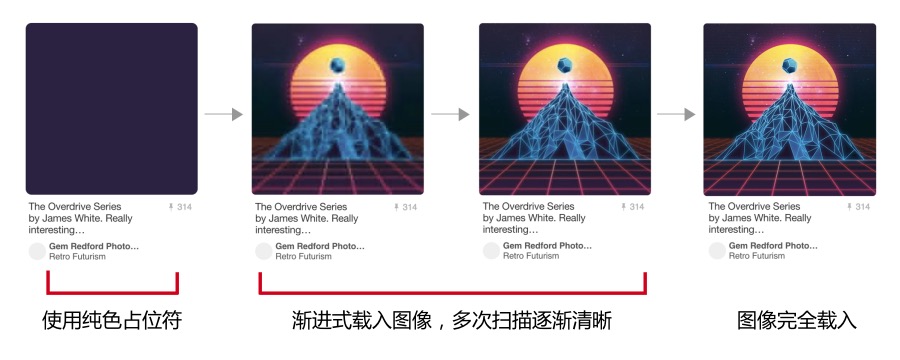 The Overdrive Series
314
by James White. Really
interesting...
Gem Redford Photo...
Retro Futurism
The Overdrive Series
314
by James White. Really
interesting...
Gem Redford Photo...
Retro Futurism
The Overdrive Series
314
by James White. Really
interesting...
Gem Redford Photo...
Retro Futurism
The Overdrive Series
314
by James White. Really
interesting...
Gem Redford Photo...
Retro Futurism
使用纯色占位符
渐进式载入图像，多次扫描逐渐清晰
图像完全载入